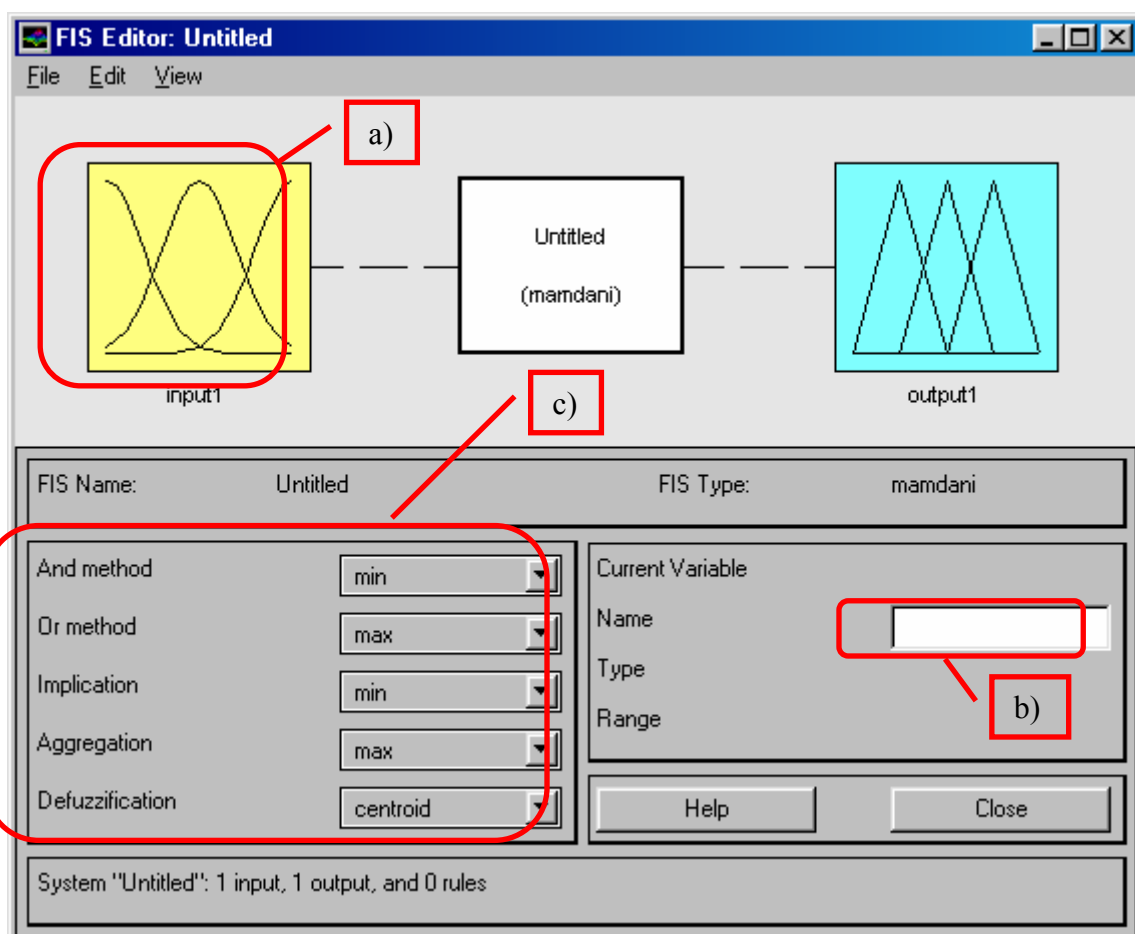 FIS Editor: Untitled
File Edit View
a)
Untitled
(mamdani)
input1
c)
output1
FIS Name: Untitled FIS Type: mamdani
And method min
Or method max
Implication min
Aggregation max
Defuzzification centroid
Current Variable
Name
Type
b)
Range
Help Close
System "Untitled": 1 input, 1 output, and 0 rules